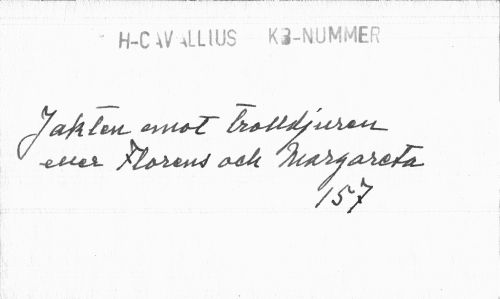 H-CAVALLIUS KB-NUMMER
Jakten emot trolldjuren
eller Florens och Margareta
157